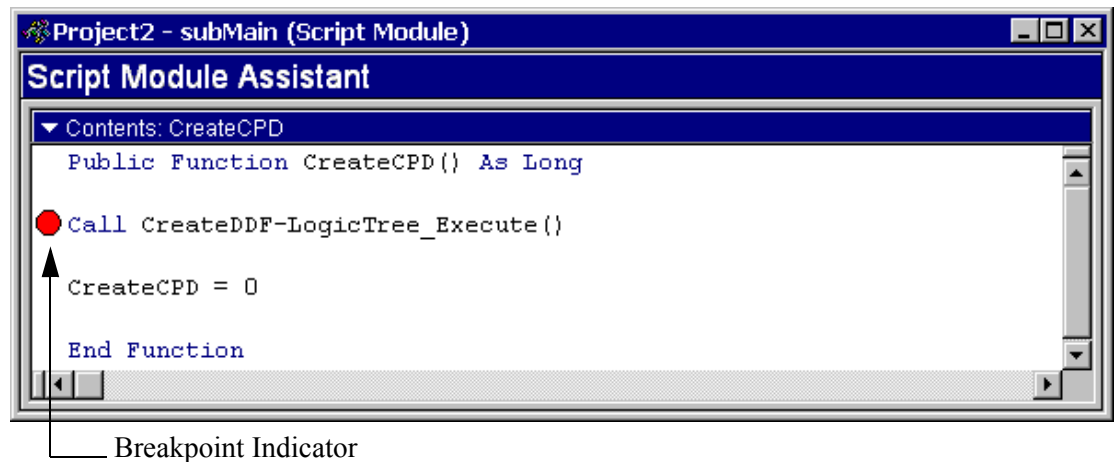 Project2 - subMain (Script Module)
Script Module Assistant
Contents: CreateCPD
Public Function CreateCPD() As Long
Call CreateDDF-LogicTree_Execute()
CreateCPD = 0
End Function
Breakpoint Indicator